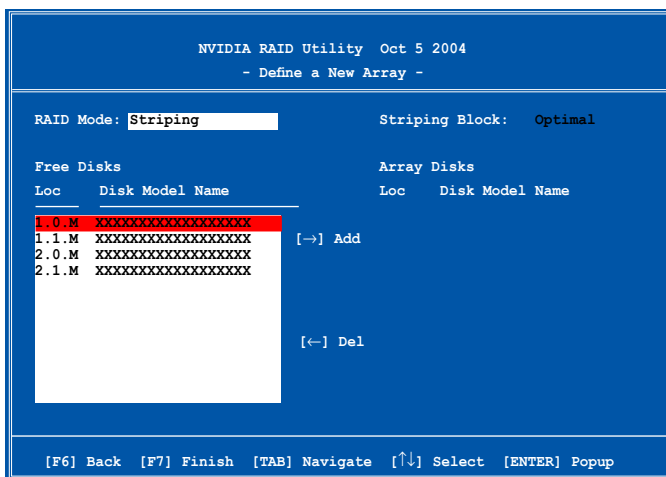 NVIDIA RAID Utility Oct 5 2004
- Define a New Array -
RAID Mode: Striping Striping Block: Optimal
Free Disks Array Disks
Loc Disk Model Name Loc Disk Model Name
1.0.M XXXXXXXXXXXXXXXXXX
1.1.M XXXXXXXXXXXXXXXXXX
[→] Add
2.0.M XXXXXXXXXXXXXXXXXX
2.1.M XXXXXXXXXXXXXXXXXX
[←] Del
[F6] Back [F7] Finish [TAB] Navigate [↑↓] Select [ENTER] Popup